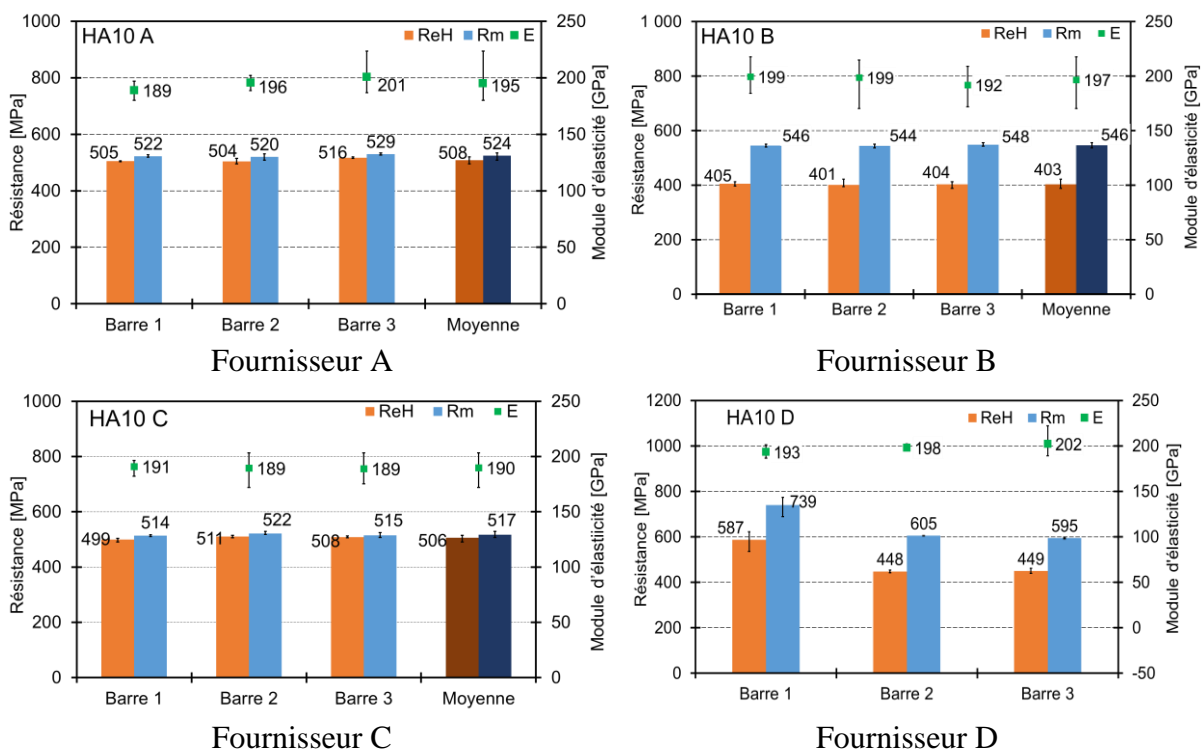 HA10 A
ReH Rm E
Résistance [MPa]
1000
800
600
400
200
0
505 522 189
504 520 196
516 529 201
508 524 195
250
200
150
100
50
0
Module d'élasticité [GPa]
Barre 1 Barre 2 Barre 3 Moyenne
Fournisseur A
HA10 B
ReH Rm E
Résistance [MPa]
1 000
800
600
400
200
0
405 546 199
401 544 199
404 548 192
403 546 197
250
200
150
100
50
0
Module d'élasticité [GPa]
Barre 1 Barre 2 Barre 3 Moyenne
Fournisseur B
HA10 C
ReH Rm E
Résistance [MPa]
1000
800
600
400
200
0
499 514 191
511 522 189
508 515 189
506 517 190
250
200
150
100
50
0
Module d'élastiicité [GPa]
Barre 1 Barre 2 Barre 3 Moyenne
Fournisseur C
HA10 D
ReH Rm E
Résistance [MPa]
1200
1000
800
600
400
200
0
587 739 193
448 605 198
449 595 202
250
200
150
100
50
0
-50
Module d'élasticité [GPa]
Barre 1 Barre 2 Barre 3
Fournisseur D